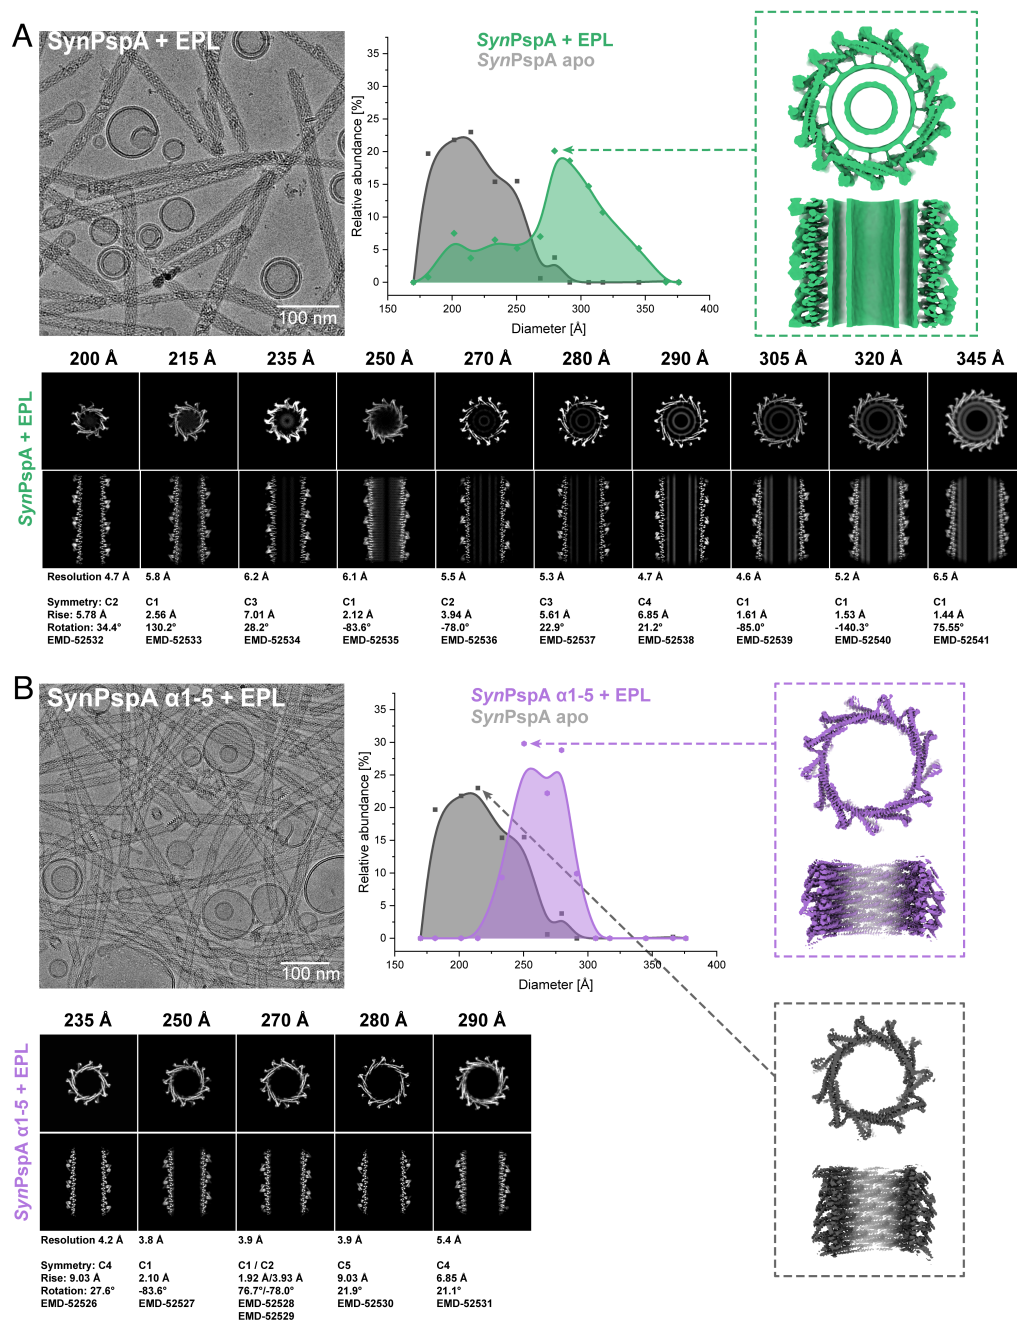 A
SynPspA + EPL
100 nm
SynPspA + EPL
SynPspA apo
Relative abundance [%]
35
30
25
20
15
10
5
0
150 200 250 300 350 400
Diameter [Å]
SynPspA + EPL
200 Å 215 Å 235 Å 250 Å 270 Å 280 Å 290 Å 305 Å 320 Å 345 Å
Resolution 4.7 Å 5.8 Å 6.2 Å 6.1 Å 5.5 Å 5.3 Å 4.7 Å 4.6 Å 5.2 Å 6.5 Å
Symmetry: C2 C1 C3 C1 C2 C3 C4 C1 C1 C1
Rise: 5.78 Å 2.56 Å 7.01 Å 2.12 Å 3.94 Å 5.61 Å 6.85 Å 1.61 Å 1.53 Å 1.44 Å
Rotation: 34.4° 130.2° 28.2° -83.6° -78.0° 22.9° 21.2° -85.0° -140.3° 75.55°
EMD-52532 EMD-52533 EMD-52534 EMD-52535 EMD-52536 EMD-52537 EMD-52538 EMD-52539 EMD-52540 EMD-52541
B
SynPspA α1-5 + EPL
100 nm
SynPspA α1-5 + EPL
SynPspA apo
Relative abundance [%]
35
30
25
20
15
10
5
0
150 200 250 300 350 400
Diameter [Å]
SynPspA α1-5 + EPL
235 Å 250 Å 270 Å 280 Å 290 Å
Resolution 4.2 Å 3.8 Å 3.9 Å 3.9 Å 5.4 Å
Symmetry: C4 C1 C1 / C2 C5 C4
Rise: 9.03 Å 2.10 Å 1.92 Å/3.93 Å 9.03 Å 6.85 Å
Rotation: 27.6° -83.6° 76.7°/-78.0° 21.9° 21.1°
EMD-52526 EMD-52527 EMD-52528 EMD-52530 EMD-52531
EMD-52529